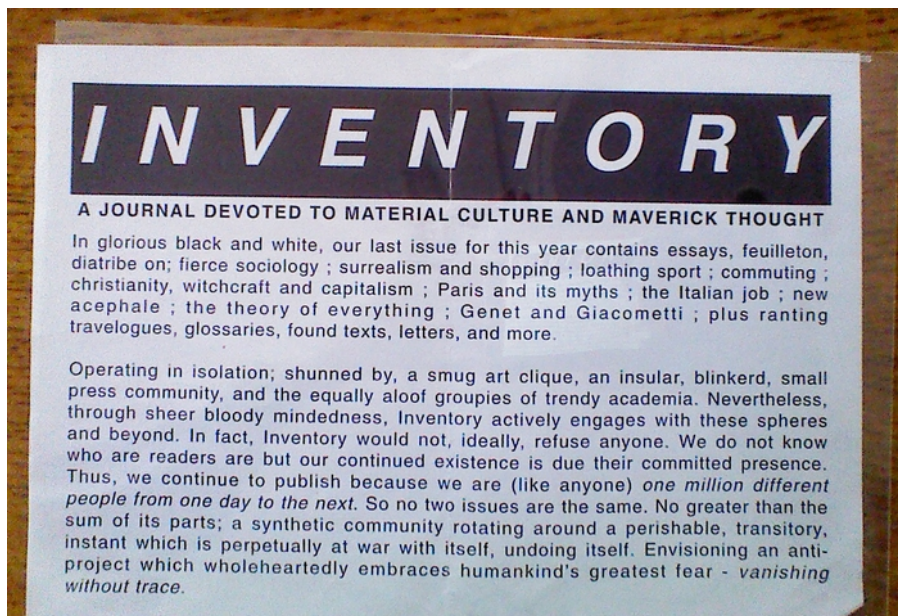 INVENTORY
A JOURNAL DEVOTED TO MATERIAL CULTURE AND MAVERICK THOUGHT
In glorious black and white, our last issue for this year contains essays, feuilleton,
diatribe on; fierce sociology ; surrealism and shopping ; loathing sport ; commuting ;
christianity, witchcraft and capitalism ; Paris and its myths ; the Italian job ; new
acephale ; the theory of everything ; Genet and Giacometti ; plus ranting
travelogues, glossaries, found texts, letters, and more.
Operating in isolation; shunned by, a smug art clique, an insular, blinkerd, small
press community, and the equally aloof groupies of trendy academia. Nevertheless,
through sheer bloody mindedness, Inventory actively engages with these spheres
and beyond. In fact, Inventory would not, ideally, refuse anyone. We do not know
who are readers are but our continued existence is due their committed presence.
Thus, we continue to publish because we are (like anyone) one million different
people from one day to the next. So no two issues are the same. No greater than the
sum of its parts; a synthetic community rotating around a perishable, transitory,
instant which is perpetually at war with itself, undoing itself. Envisioning an anti-
project which wholeheartedly embraces humankind's greatest fear - vanishing
without trace.